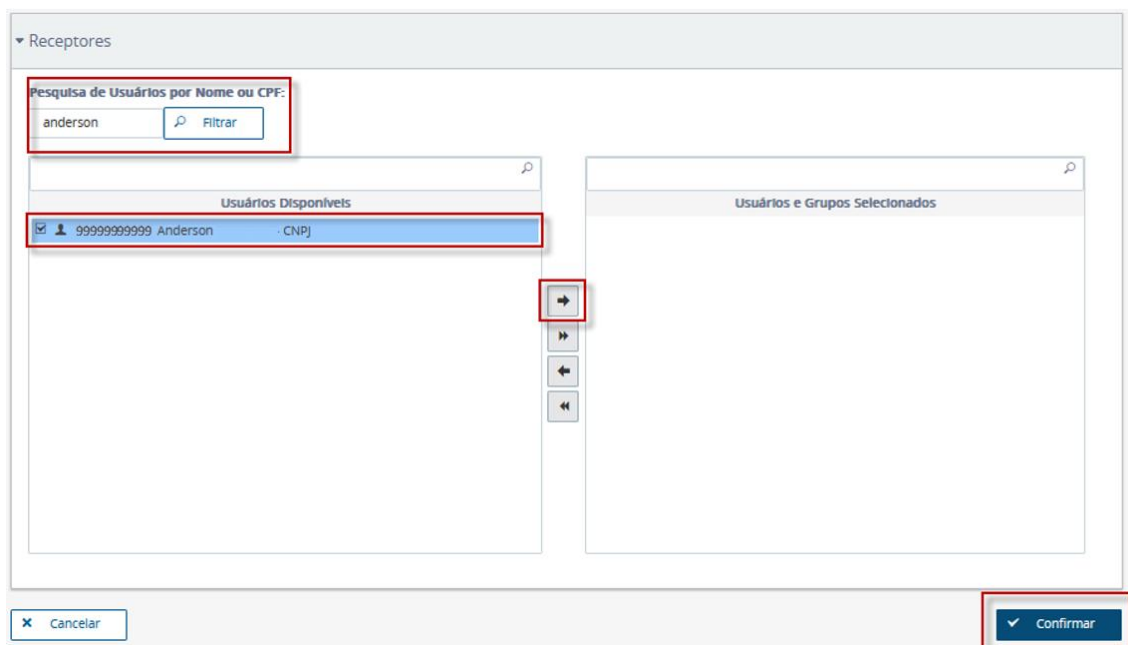 Receptores
Pesquisa de Usuários por Nome ou CPF:
anderson Filtrar
Usuários Disponíveis
Usuários e Grupos Selecionados
99999999999 Anderson - CNPJ
Cancelar
Confirmar